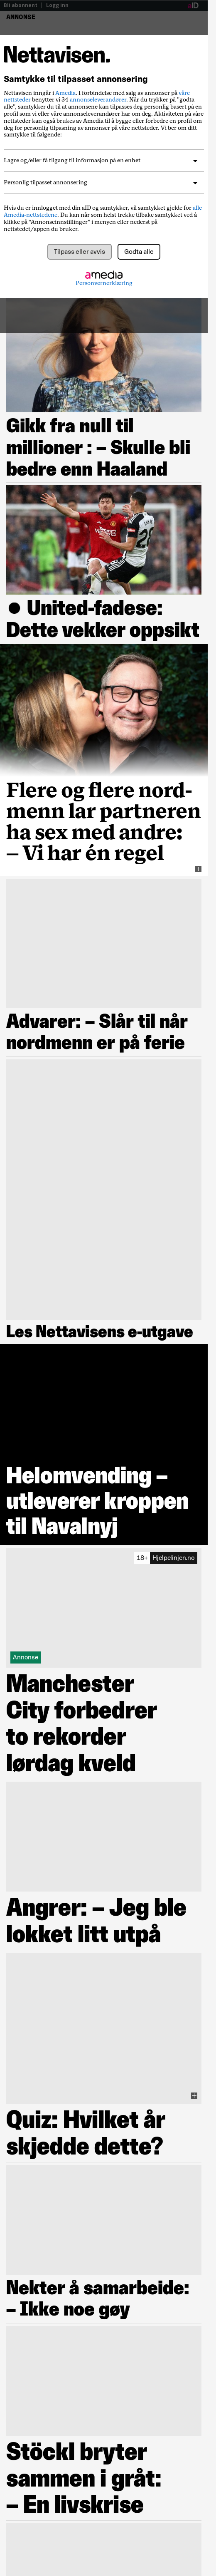 Bli abonnent | Logg inn
aID
ANNONSE
Nettavisen.
Samtykke til tilpasset annonsering
Nettavisen inngår i Amedia. I forbindelse med salg av annonser på våre
nettsteder benytter vi 34 annonseleverandører. Når du trykker på "godta
alle", samtykker du til at annonsene kan tilpasses deg personlig basert på en
profil som vi eller våre annonseleverandører har om deg. Aktiviteten på våre
nettsteder vil også brukes av Amedia til å bygge eller forbedre profilen om
deg for personlig tilpasning av annonser på våre nettsteder. Vi ber om ditt
samtykke til følgende:
Lagre og/eller få tilgang til informasjon på en enhet
Personlig tilpasset annonsering
Hvis du er innlogget med din aID og samtykker, vil samtykket gjelde for alle
Amedia-nettstedene. Du kan når som helst trekke tilbake samtykket ved å
klikke på “Annonseinnstillinger” i menyen eller nederst på
nettstedet/appen du bruker.
Tilpass eller avvis
Godta alle
amedia
Personvernerklæring
Gikk fra null til
millioner : – Skulle bli
bedre enn Haaland
● United-fadese:
Dette vekker oppsikt
Flere og flere nord-
menn lar partneren
ha sex med andre:
– Vi har én regel
Advarer: – Slår til når
nordmenn er på ferie
Les Nettavisens e-utgave
Helomvending –
utleverer kroppen
til Navalnyj
18+ Hjelpelinjen.no
Annonse
Manchester
City forbedrer
to rekorder
lørdag kveld
Angrer: – Jeg ble
lokket litt utpå
Quiz: Hvilket år
skjedde dette?
Nekter å samarbeide:
– Ikke noe gøy
Stöckl bryter
sammen i gråt:
– En livskrise